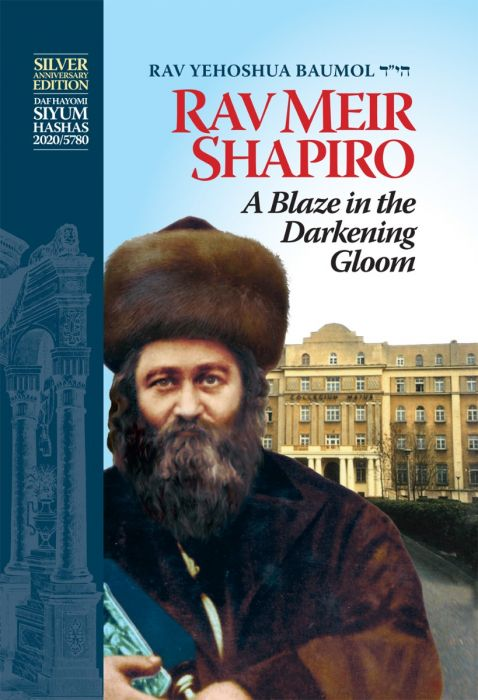 SILVER
ANNIVERSARY
EDITION
DAF HAYOMI
SIYUM
HASHAS
2020/5780
RAV YEHOSHUA BAUMOL הי״ד
RAV MEIR
SHAPIRO
A Blaze in the
Darkening
Gloom
COLLEGIUM MAIUS